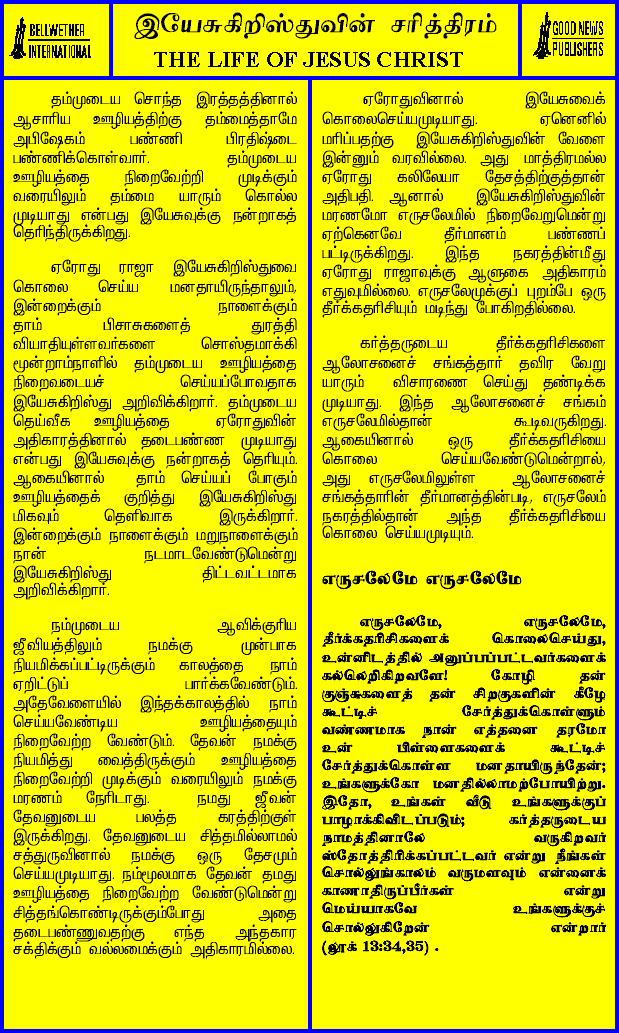 BELLWETHER
INTERNATIONAL
இயேசுகிறிஸ்துவின் சரித்திரம்
THE LIFE OF JESUS CHRIST
GOOD NEWS
PUBLISHERS
தம்முடைய சொந்த இரத்தத்தினால்
ஆசாரிய ஊழியத்திற்கு தம்மைத்தாமே
அபிஷேகம் பண்ணி பிரதிஷ்டை
பண்ணிக்கொள்வார். தம்முடைய
ஊழியத்தை நிறைவேற்றி முடிக்கும்
வரையிலும் தம்மை யாரும் கொல்ல
முடியாது என்பது இயேசுவுக்கு நன்றாகத்
தெரிந்திருக்கிறது.
ஏரோது ராஜா இயேசுகிறிஸ்துவை
கொலை செய்ய மனதாயிருந்தாலும்,
இன்றைக்கும் நாளைக்கும்
தாம் பிசாசுகளைத் துரத்தி
வியாதியுள்ளவர்களை சொஸ்தமாக்கி
மூன்றாம்நாளில் தம்முடைய ஊழியத்தை
நிறைவடையச் செய்யப்போவதாக
இயேசுகிறிஸ்து அறிவிக்கிறார். தம்முடைய
தெய்வீக ஊழியத்தை ஏரோதுவின்
அதிகாரத்தினால் தடைபண்ண முடியாது
என்பது இயேசுவுக்கு நன்றாகத் தெரியும்.
ஆகையினால் தாம் செய்யப் போகும்
ஊழியத்தைக் குறித்து இயேசுகிறிஸ்து
மிகவும் தெளிவாக இருக்கிறார்.
இன்றைக்கும் நாளைக்கும் மறுநாளைக்கும்
நான் நடமாடவேண்டுமென்று
இயேசுகிறிஸ்து திட்டவட்டமாக
அறிவிக்கிறார்.
நம்முடைய ஆவிக்குரிய
ஜீவியத்திலும் நமக்கு முன்பாக
நியமிக்கப்பட்டிருக்கும் காலத்தை நாம்
ஏறிட்டுப் பார்க்கவேண்டும்.
அதேவேளையில் இந்தக்காலத்தில் நாம்
செய்யவேண்டிய ஊழியத்தையும்
நிறைவேற்ற வேண்டும். தேவன் நமக்கு
நியமித்து வைத்திருக்கும் ஊழியத்தை
நிறைவேற்றி முடிக்கும் வரையிலும் நமக்கு
மரணம் நேரிடாது. நமது ஜீவன்
தேவனுடைய பலத்த கரத்திற்குள்
இருக்கிறது. தேவனுடைய சித்தமில்லாமல்
சத்துருவினால் நமக்கு ஒரு தேசமும்
செய்யமுடியாது. நம்மூலமாக தேவன் தமது
ஊழியத்தை நிறைவேற்ற வேண்டுமென்று
சித்தங்கொண்டிருக்கும்போது அதை
தடைபண்ணுவதற்கு எந்த அந்தகார
சக்திக்கும் வல்லமைக்கும் அதிகாரமில்லை.
ஏரோதுவினால் இயேசுவைக்
கொலைசெய்யமுடியாது. ஏனெனில்
மரிப்பதற்கு இயேசுகிறிஸ்துவின் வேளை
இன்னும் வரவில்லை. அது மாத்திரமல்ல
ஏரோது கலிலேயா தேசத்திற்குத்தான்
அதிபதி. ஆனால் இயேசுகிறிஸ்துவின்
மரணமோ எருசலேமில் நிறைவேறுமென்று
ஏற்கெனவே தீர்மானம் பண்ணப்
பட்டிருக்கிறது. இந்த நகரத்தின்மீது
ஏரோது ராஜாவுக்கு ஆளுகை அதிகாரம்
எதுவுமில்லை. எருசலேமுக்குப் புறம்பே ஒரு
தீர்க்கதரிசியும் மடிந்து போகிறதில்லை.
கர்த்தருடைய தீர்க்கதரிசிகளை
ஆலோசனைச் சங்கத்தார் தவிர வேறு
யாரும் விசாரணை செய்து தண்டிக்க
முடியாது. இந்த ஆலோசனைச் சங்கம்
எருசலேமில்தான் கூடிவருகிறது.
ஆகையினால் ஒரு தீர்க்கதரிசியை
கொலை செய்யவேண்டுமென்றால்,
அது எருசலேமிலுள்ள ஆலோசனைச்
சங்கத்தாரின் தீர்மானத்தின்படி, எருசலேம்
நகரத்தில்தான் அந்த தீர்க்கதரிசியை
கொலை செய்யமுடியும்.
எருசலேமே எருசலேமே
எருசலேமே, எருசலேமே,
தீர்க்கதரிசிகளைக் கொலைசெய்து,
உன்னிடத்தில் அனுப்பப்பட்டவர்களைக்
கல்லெறிகிறவளே! கோழி தன்
குஞ்சுகளைத் தன் சிறகுகளின் கீழே
கூட்டிச் சேர்த்துக்கொள்ளும்
வண்ணமாக நான் எத்தனை தரமோ
உன் பிள்ளைகளைக் கூட்டிச்
சேர்த்துக்கொள்ள மனதாயிருந்தேன்;
உங்களுக்கோ மனதில்லாமற்போயிற்று.
இதோ, உங்கள் வீடு உங்களுக்குப்
பாழாக்கிவிடப்படும்; கர்த்தருடைய
நாமத்தினாலே வருகிறவர்
ஸ்தோத்திரிக்கப்பட்டவர் என்று நீங்கள்
சொல்லுங்காலம் வருமளவும் என்னைக்
காணாதிருப்பீர்கள் என்று
மெய்யாகவே உங்களுக்குச்
சொல்லுகிறேன் என்றார்
(லூக் 13:34,35) .